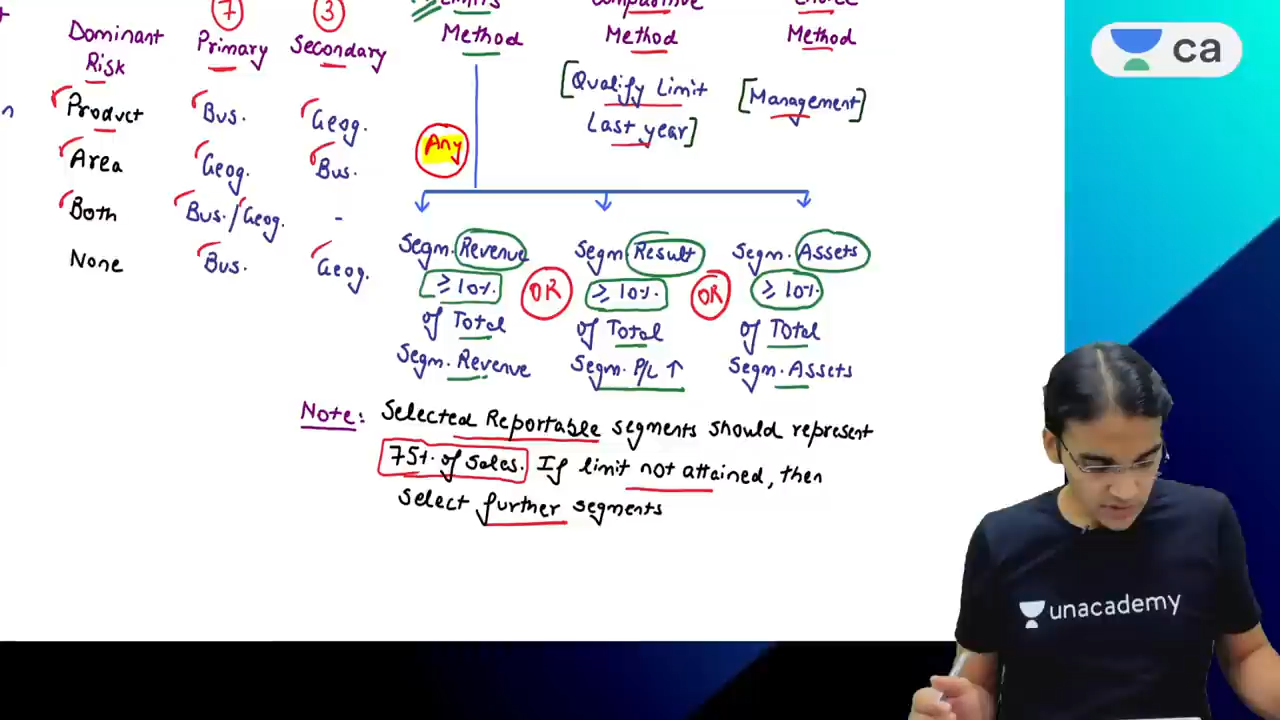 7
3
Limits
Method
Comparative
Method
Choice
Method
Dominant
Risk
Primary
Secondary
Product
Bus.
Geog.
Area
Geog.
Bus.
Both
Bus./Geog.
-
None
Bus.
Geog.
n
[Qualify Limit
Last year]
[Management]
Any
Segm. Revenue
≥ 10%
of Total
Segm. Revenue
OR
Segm. Result
≥ 10%
of Total
Segm. P/L ↑
OR
Segm. Assets
≥ 10%
of Total
Segm. Assets
Note: Selected Reportable segments should represent
75%. of Sales. If limit not attained, then
select further segments
ca
unacademy